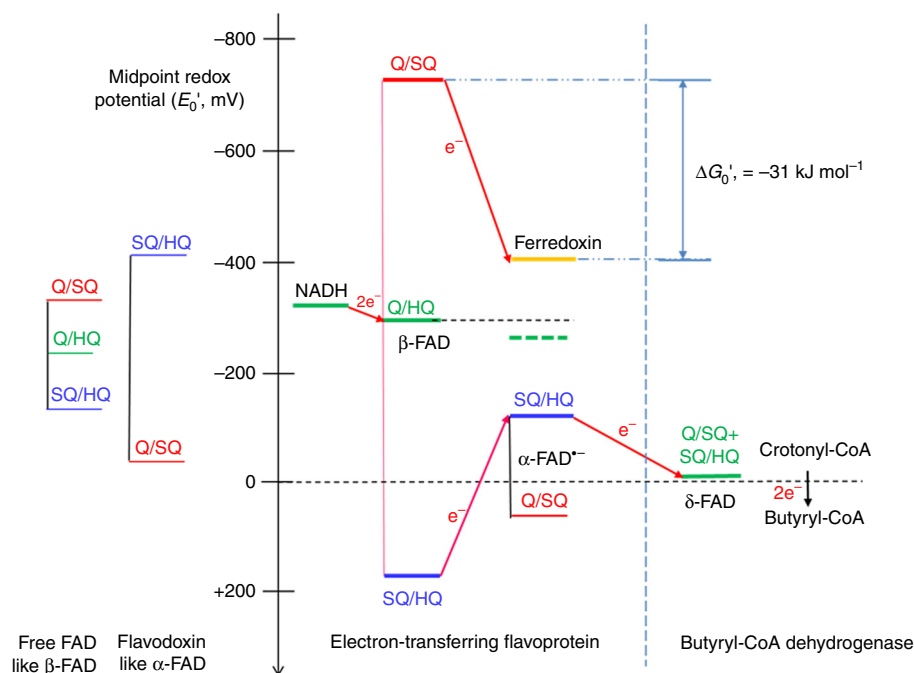 –800
Midpoint redox
potential (E₀', mV)
–600
–400
–200
0
+200
Q/SQ
e⁻
ΔG₀', = –31 kJ mol⁻¹
Ferredoxin
SQ/HQ
Q/SQ
Q/HQ
SQ/HQ
Q/SQ
NADH
2e⁻
Q/HQ
β-FAD
SQ/HQ
e⁻
α-FAD•⁻
Q/SQ
e⁻
SQ/HQ
Q/SQ+
SQ/HQ
δ-FAD
Crotonyl-CoA
2e⁻
Butyryl-CoA
Free FAD
like β-FAD
Flavodoxin
like α-FAD
Electron-transferring flavoprotein
Butyryl-CoA dehydrogenase